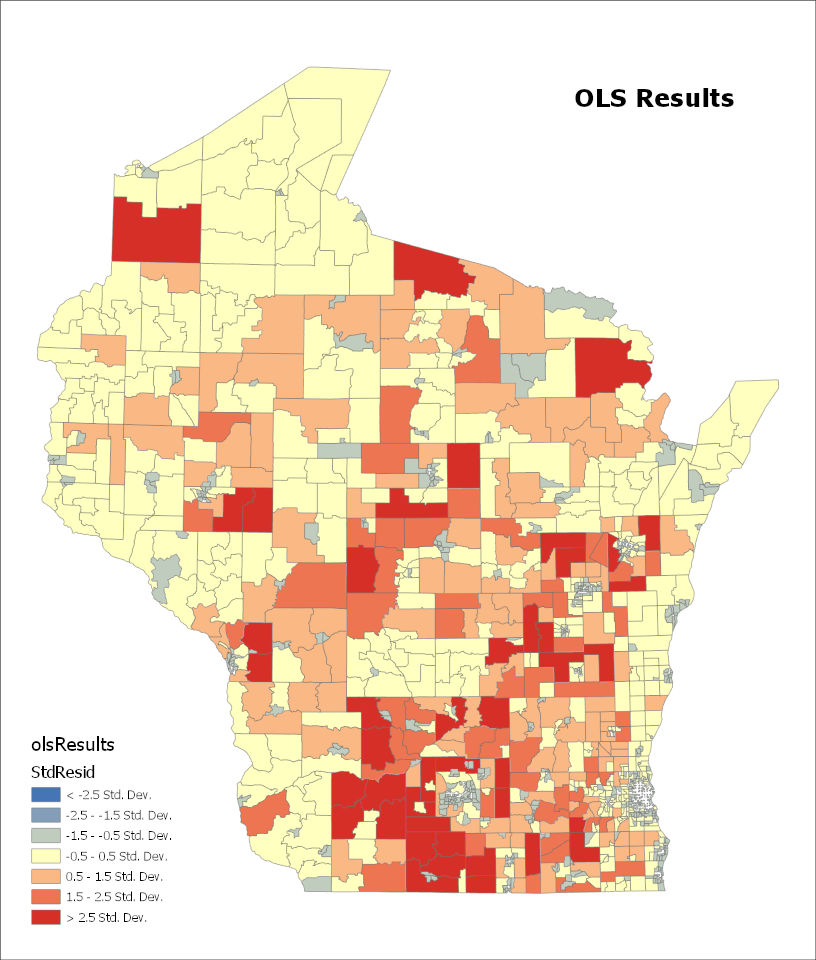 OLS Results
olsResults
StdResid
< -2.5 Std. Dev.
-2.5 - -1.5 Std. Dev.
-1.5 - -0.5 Std. Dev.
-0.5 - 0.5 Std. Dev.
0.5 - 1.5 Std. Dev.
1.5 - 2.5 Std. Dev.
> 2.5 Std. Dev.